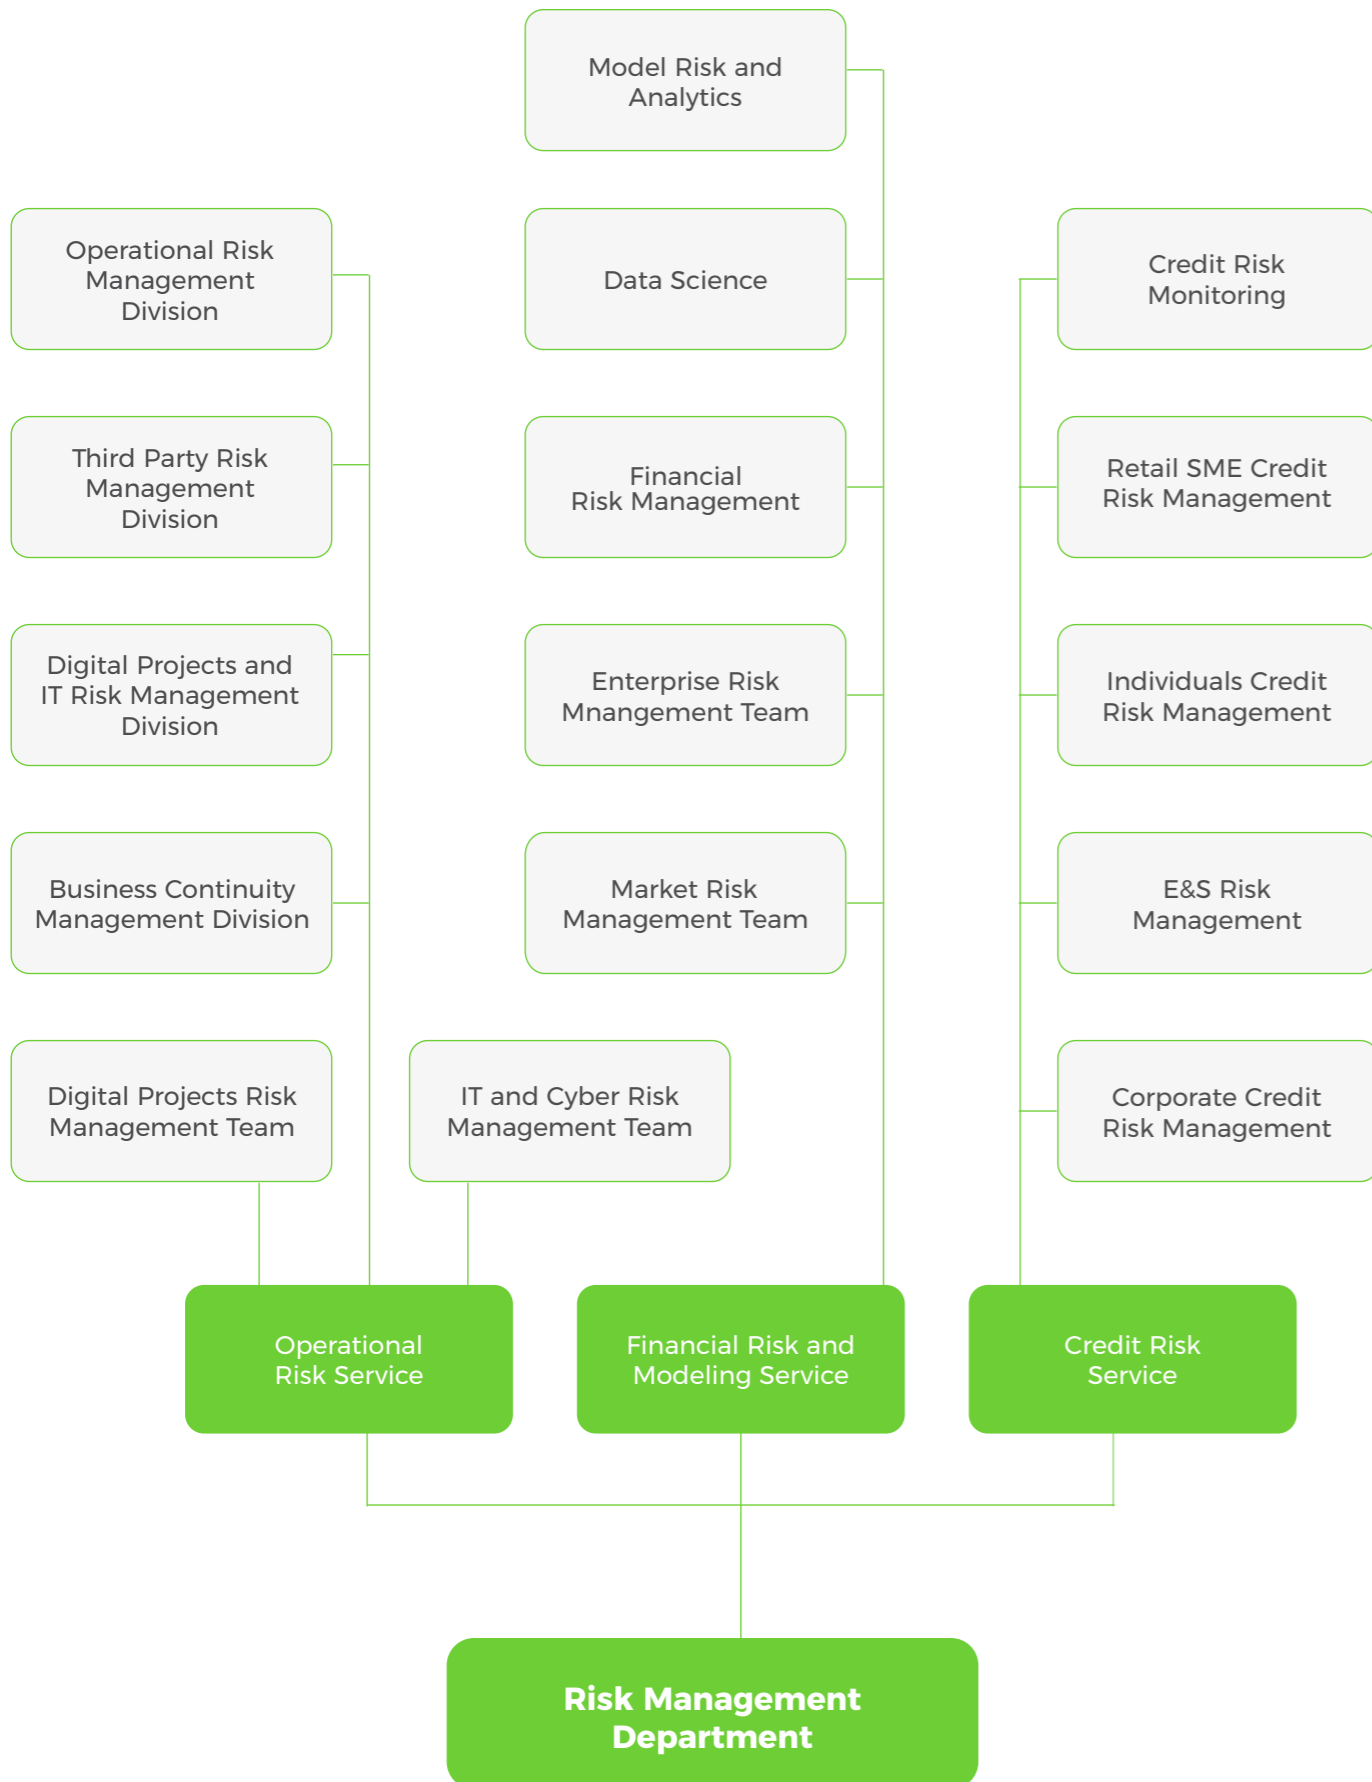 Model Risk and
Analytics
Operational Risk
Management
Division
Data Science
Credit Risk
Monitoring
Third Party Risk
Management
Division
Financial
Risk Management
Retail SME Credit
Risk Management
Digital Projects and
IT Risk Management
Division
Enterprise Risk
Mnangement Team
Individuals Credit
Risk Management
Business Continuity
Management Division
Market Risk
Management Team
E&S Risk
Management
Digital Projects Risk
Management Team
IT and Cyber Risk
Management Team
Corporate Credit
Risk Management
Operational
Risk Service
Financial Risk and
Modeling Service
Credit Risk
Service
Risk Management
Department